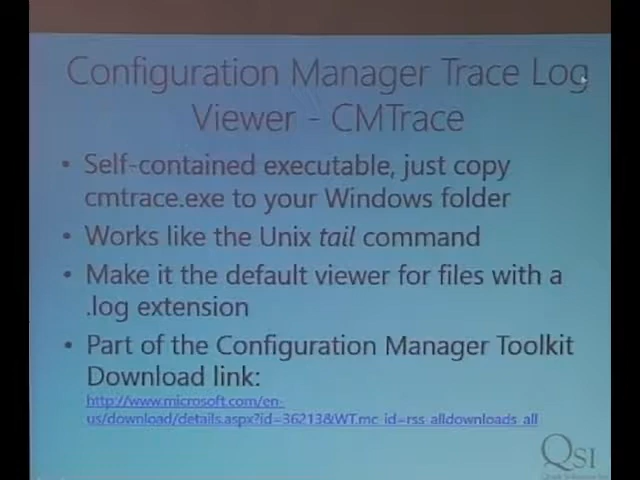 Configuration Manager Trace Log
Viewer - CMTrace
• Self-contained executable, just copy
cmtrace.exe to your Windows folder
• Works like the Unix tail command
• Make it the default viewer for files with a
.log extension
• Part of the Configuration Manager Toolkit
Download link:
http://www.microsoft.com/en-
us/download/details.aspx?id=36213&WT.mc_id=rss_alldownloads_all
QSI